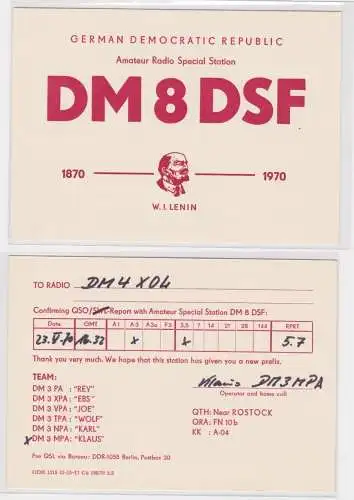 GERMAN DEMOCRATIC REPUBLIC
Amateur Radio Special Station
DM 8 DSF
1870 1970
W. I. LENIN
TO RADIO DM 4 XOL
Confirming QSO/SWL-Report with Amateur Special Station DM 8 DSF:
Date GMT A1 A3 A3a F3 3,5 7 14 21 28 144 RPRT
23.V.70 x x 5.7
Thank you very much. We hope that this station has given you a new prefix.
TEAM:
DM 3 PA : "REY"
DM 3 XPA : "EBS"
DM 3 VPA : "JOE"
DM 3 TPA : "WOLF"
DM 3 NPA : "KARL"
x DM 3 MPA : "KLAUS"
Klaus DM3MPA
Operator and home call
QTH: Near ROSTOCK
QRA: FN 10b
KK : A-04
Pse QSL via Bureau: DDR-1055 Berlin, Postbox 30